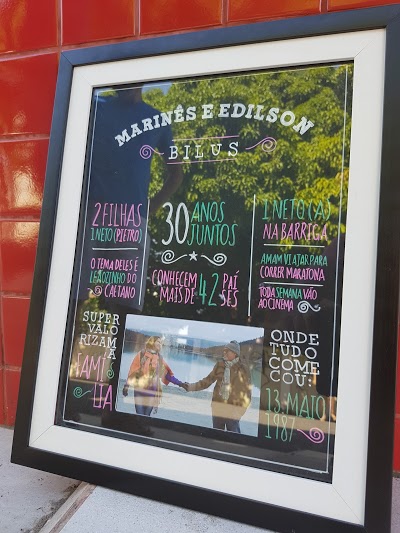 MARINÊS E EDILSON
BILUS
2 FILHAS
1 NETO (PIETRO)
O TEMA DELES É
LEÃOZINHO DO
CAETANO
30 ANOS
JUNTOS
CONHECEM
MAIS DE 42 PAÍ
SES
1 NETO(A)
NA BARRIGA
AMAM VIAJAR PARA
CORRER MARATONA
TODA SEMANA VÃO
AO CINEMA
SUPER
VALO
RIZAM
A
FAMÍ
LIA
ONDE
TUDO
COME
ÇOU:
13, MAIO
1987